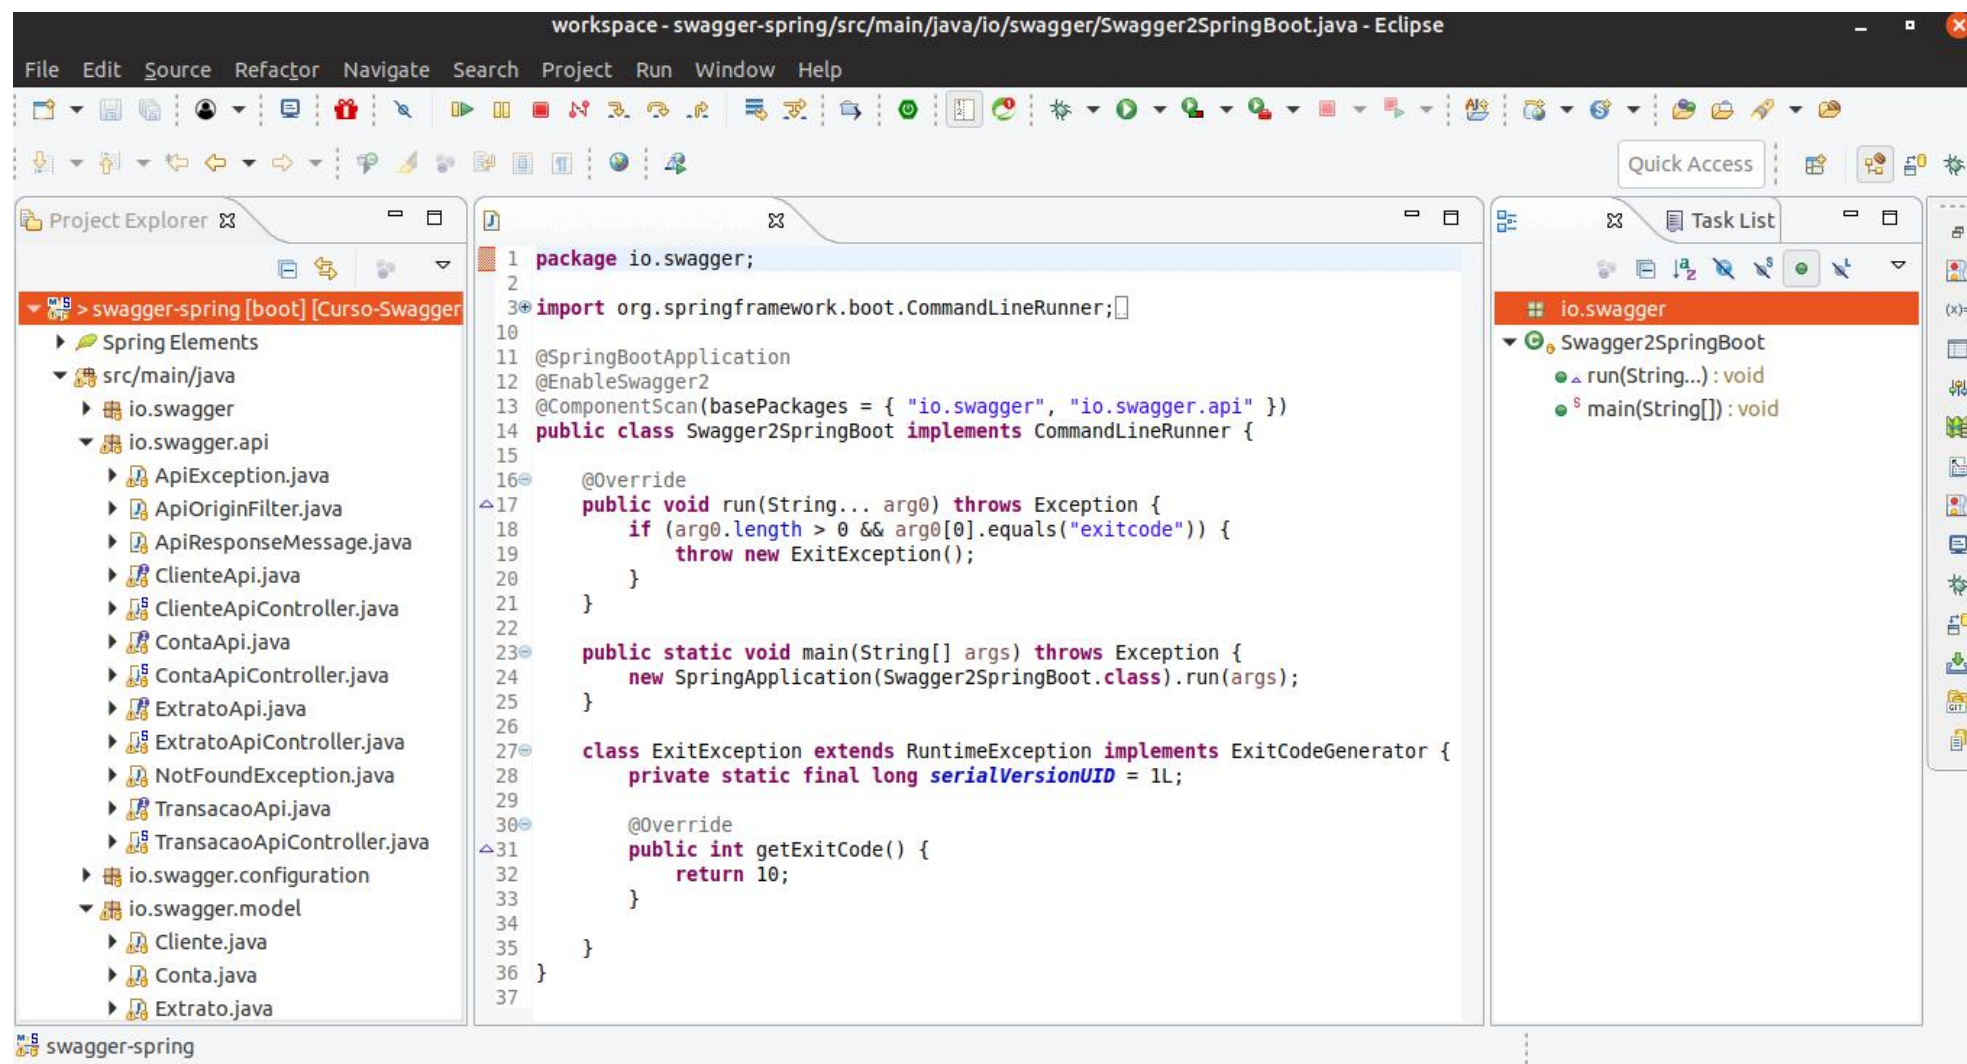 workspace - swagger-spring/src/main/java/io/swagger/Swagger2SpringBoot.java - Eclipse
File Edit Source Refactor Navigate Search Project Run Window Help
Quick Access
Project Explorer
> swagger-spring [boot] [Curso-Swagger
Spring Elements
src/main/java
io.swagger
io.swagger.api
ApiException.java
ApiOriginFilter.java
ApiResponseMessage.java
ClienteApi.java
ClienteApiController.java
ContaApi.java
ContaApiController.java
ExtratoApi.java
ExtratoApiController.java
NotFoundException.java
TransacaoApi.java
TransacaoApiController.java
io.swagger.configuration
io.swagger.model
Cliente.java
Conta.java
Extrato.java
1 package io.swagger;
2
3 import org.springframework.boot.CommandLineRunner;
10
11 @SpringBootApplication
12 @EnableSwagger2
13 @ComponentScan(basePackages = { "io.swagger", "io.swagger.api" })
14 public class Swagger2SpringBoot implements CommandLineRunner {
15
16 @Override
17 public void run(String... arg0) throws Exception {
18 if (arg0.length > 0 && arg0[0].equals("exitcode")) {
19 throw new ExitException();
20 }
21 }
22
23 public static void main(String[] args) throws Exception {
24 new SpringApplication(Swagger2SpringBoot.class).run(args);
25 }
26
27 class ExitException extends RuntimeException implements ExitCodeGenerator {
28 private static final long serialVersionUID = 1L;
29
30 @Override
31 public int getExitCode() {
32 return 10;
33 }
34
35 }
36 }
37
Task List
io.swagger
Swagger2SpringBoot
run(String...) : void
main(String[]) : void
(x)=
GIT
swagger-spring